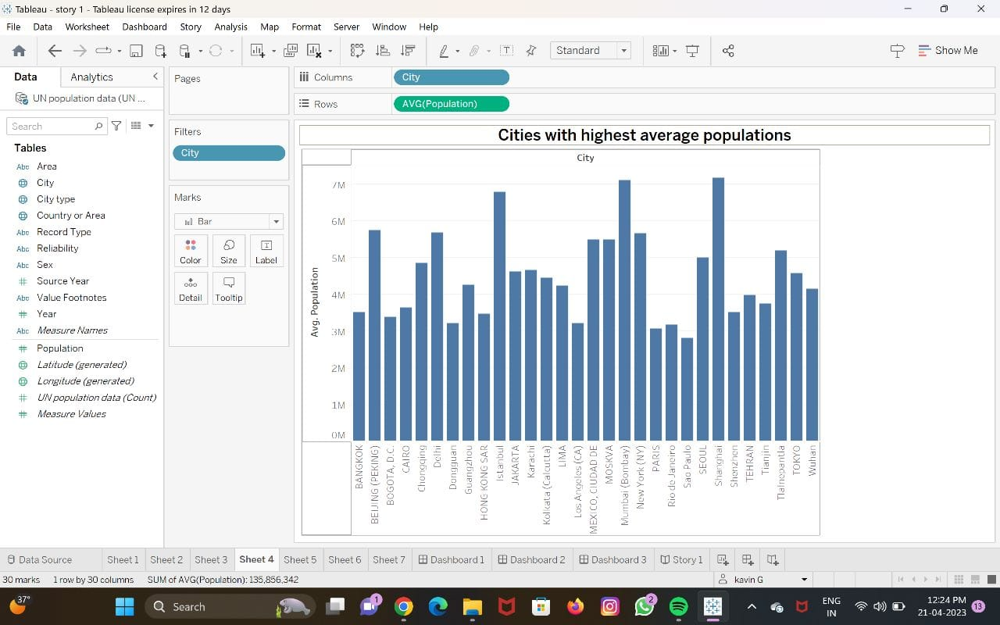 Tableau - story 1 - Tableau license expires in 12 days
File Data Worksheet Dashboard Story Analysis Map Format Server Window Help
Standard
Show Me
Data Analytics
UN population data (UN ...
Search
Tables
Abc Area
City
City type
Country or Area
Abc Record Type
Abc Reliability
Abc Sex
Source Year
Abc Value Footnotes
Year
Abc Measure Names
Population
Latitude (generated)
Longitude (generated)
UN population data (Count)
Measure Values
Pages
Filters
City
Marks
Bar
Color Size Label
Detail Tooltip
Columns City
Rows AVG(Population)
Cities with highest average populations
City
Avg. Population
7M
6M
5M
4M
3M
2M
1M
0M
BANGKOK
BEIJING (PEKING)
BOGOTA, D.C.
CAIRO
Chongqing
Delhi
Dongguan
Guangzhou
HONG KONG SAR
Istanbul
JAKARTA
Karachi
Kolkata (Calcutta)
LIMA
Los Angeles (CA)
MEXICO, CIUDAD DE
MOSKVA
Mumbai (Bombay)
New York (NY)
PARIS
Rio de Janeiro
Sao Paulo
SEOUL
Shanghai
Shenzhen
TEHRAN
Tianjin
Tlalnepantla
TOKYO
Wuhan
Data Source Sheet 1 Sheet 2 Sheet 3 Sheet 4 Sheet 5 Sheet 6 Sheet 7 Dashboard 1 Dashboard 2 Dashboard 3 Story 1
30 marks 1 row by 30 columns SUM of AVG(Population): 135,856,342 kavin G
37°
Search
1
2
ENG
IN
12:24 PM
21-04-2023
13